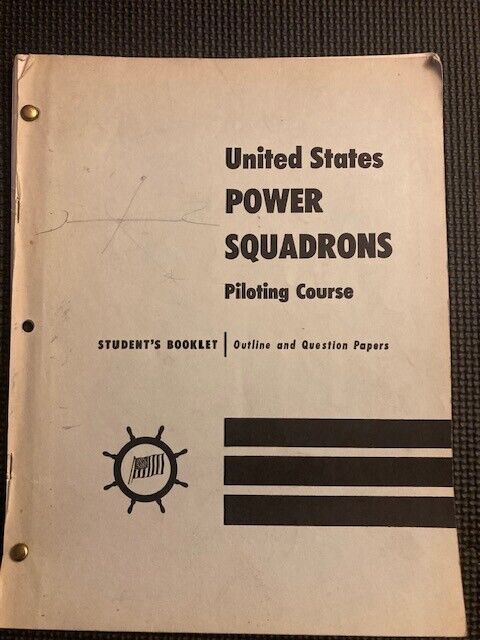 United States
POWER
SQUADRONS
Piloting Course
STUDENT'S BOOKLET | Outline and Question Papers